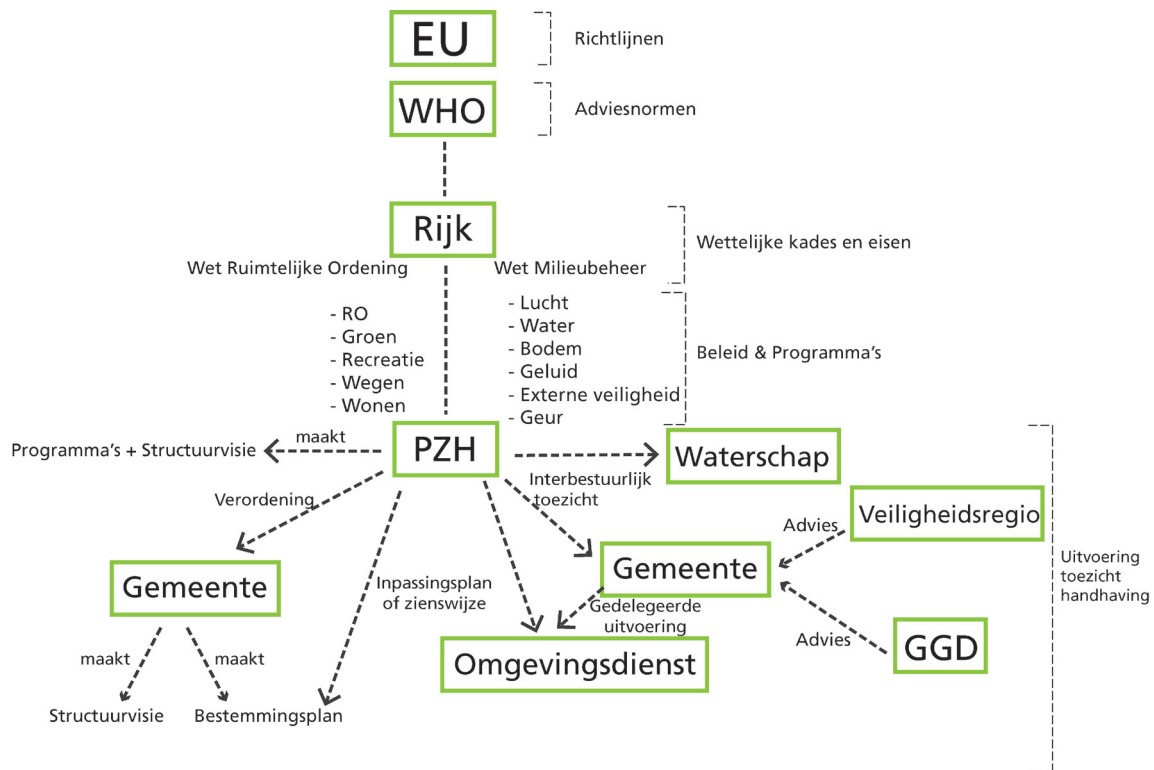 EU
Richtlijnen
WHO
Adviesnormen
Rijk
Wettelijke kades en eisen
Wet Ruimtelijke Ordening
Wet Milieubeheer
- RO
- Groen
- Recreatie
- Wegen
- Wonen
- Lucht
- Water
- Bodem
- Geluid
- Externe veiligheid
- Geur
Beleid & Programma's
Programma's + Structuurvisie
maakt
PZH
Waterschap
Verordening
Interbestuurlijk
toezicht
Veiligheidsregio
Advies
Gemeente
Gemeente
Inpassingsplan
of zienswijze
Gedelegeerde
uitvoering
Uitvoering
toezicht
handhaving
Advies
GGD
Omgevingsdienst
maakt
maakt
Structuurvisie
Bestemmingsplan